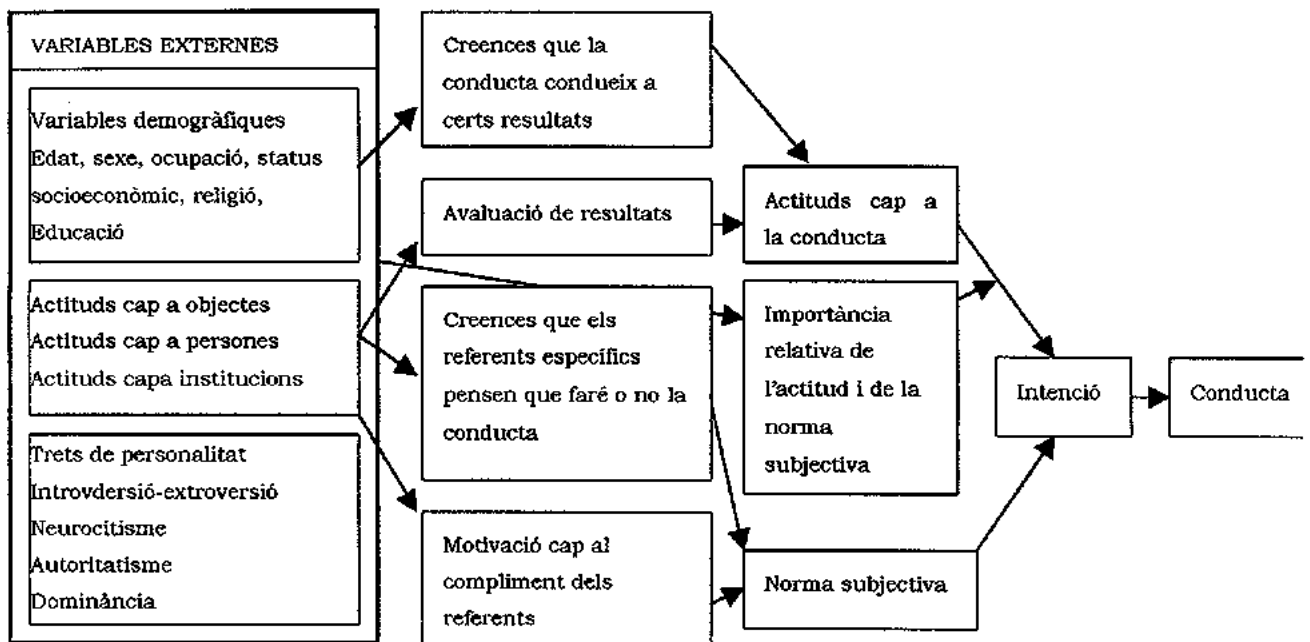 VARIABLES EXTERNES
Variables demogràfiques
Edat, sexe, ocupació, status
socioeconòmic, religió,
Educació
Actituds cap a objectes
Actituds cap a persones
Actituds capa institucions
Trets de personalitat
Introvdersió-extroversió
Neurocitisme
Autoritatisme
Dominància
Creences que la
conducta condueix a
certs resultats
Avaluació de resultats
Creences que els
referents específics
pensen que faré o no la
conducta
Motivació cap al
compliment dels
referents
Actituds cap a
la conducta
Importància
relativa de
l'actitud i de la
norma
subjectiva
Norma subjectiva
Intenció
Conducta